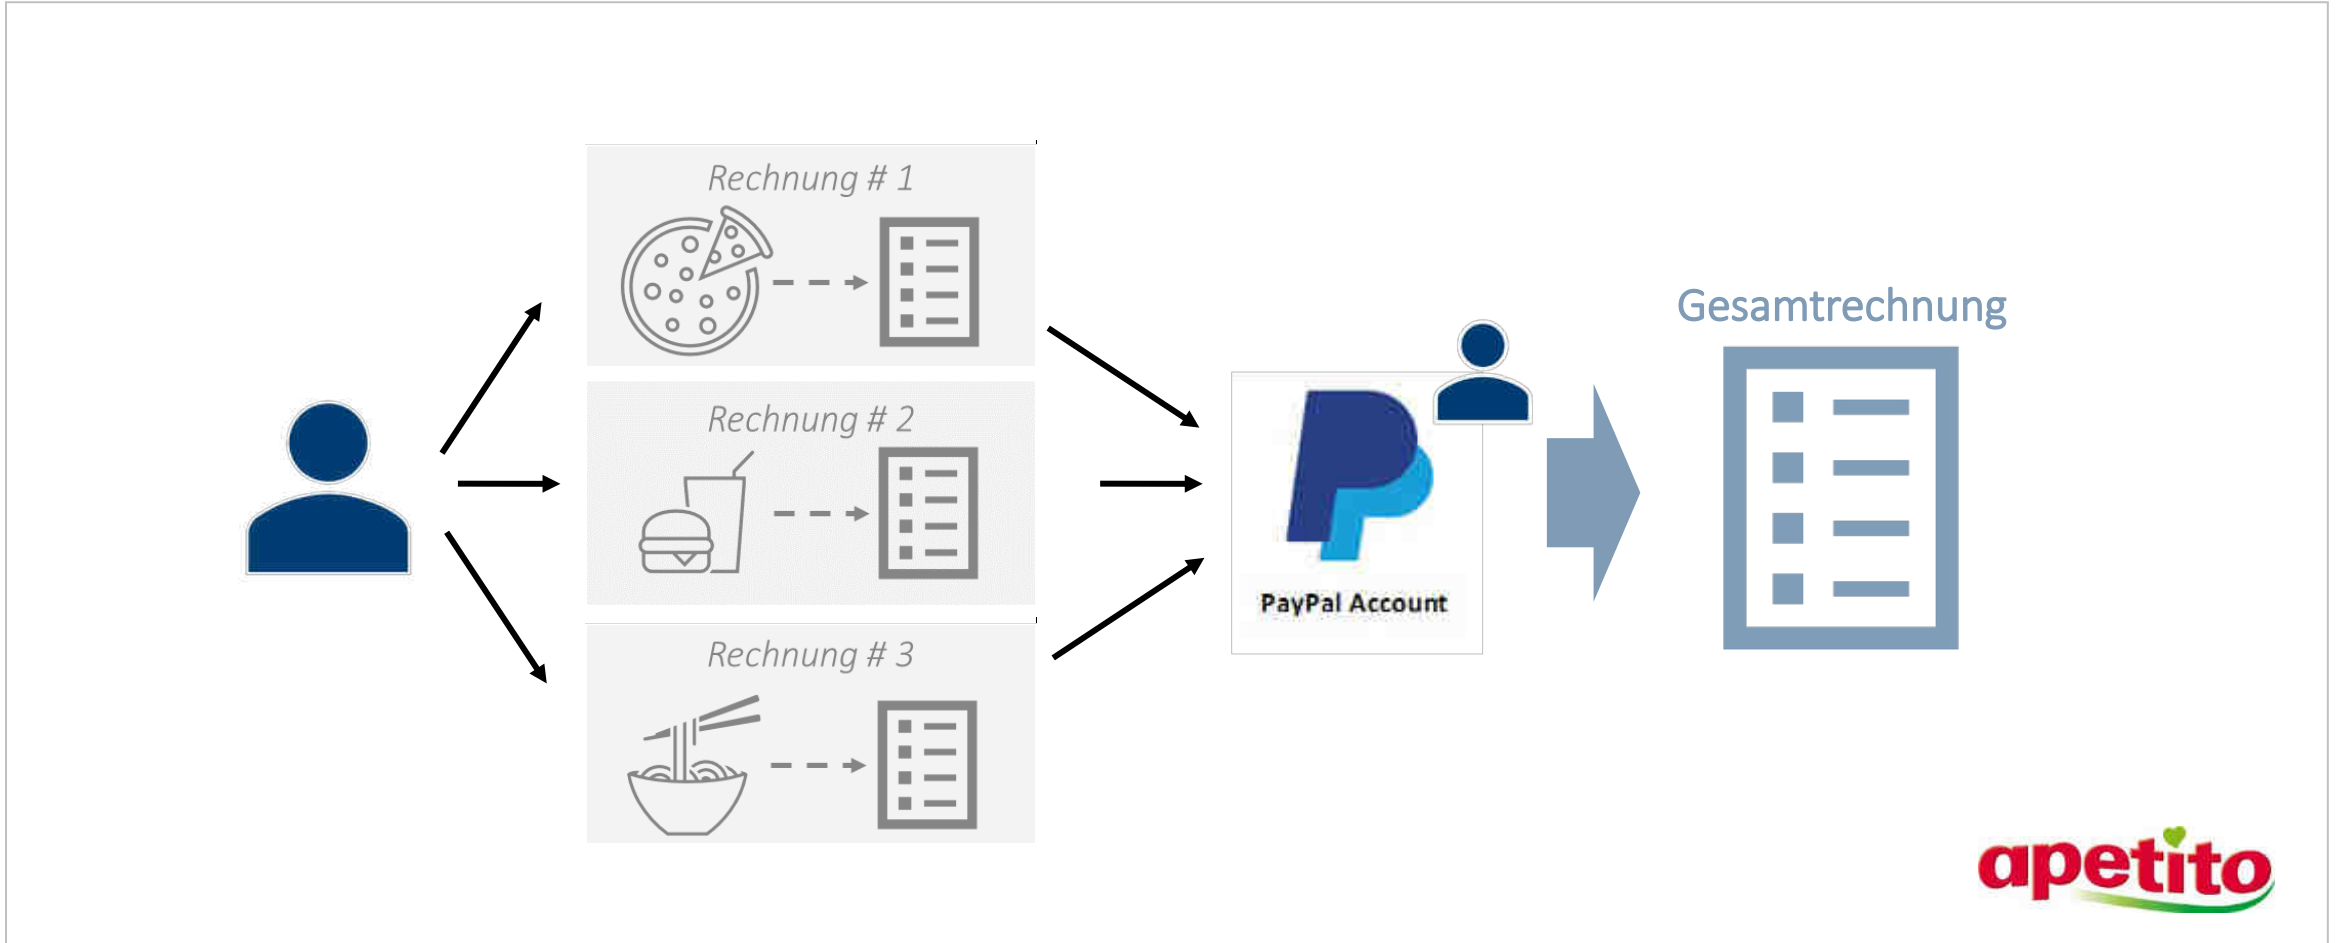 Rechnung # 1
Rechnung # 2
Rechnung # 3
PayPal Account
Gesamtrechnung
apetito